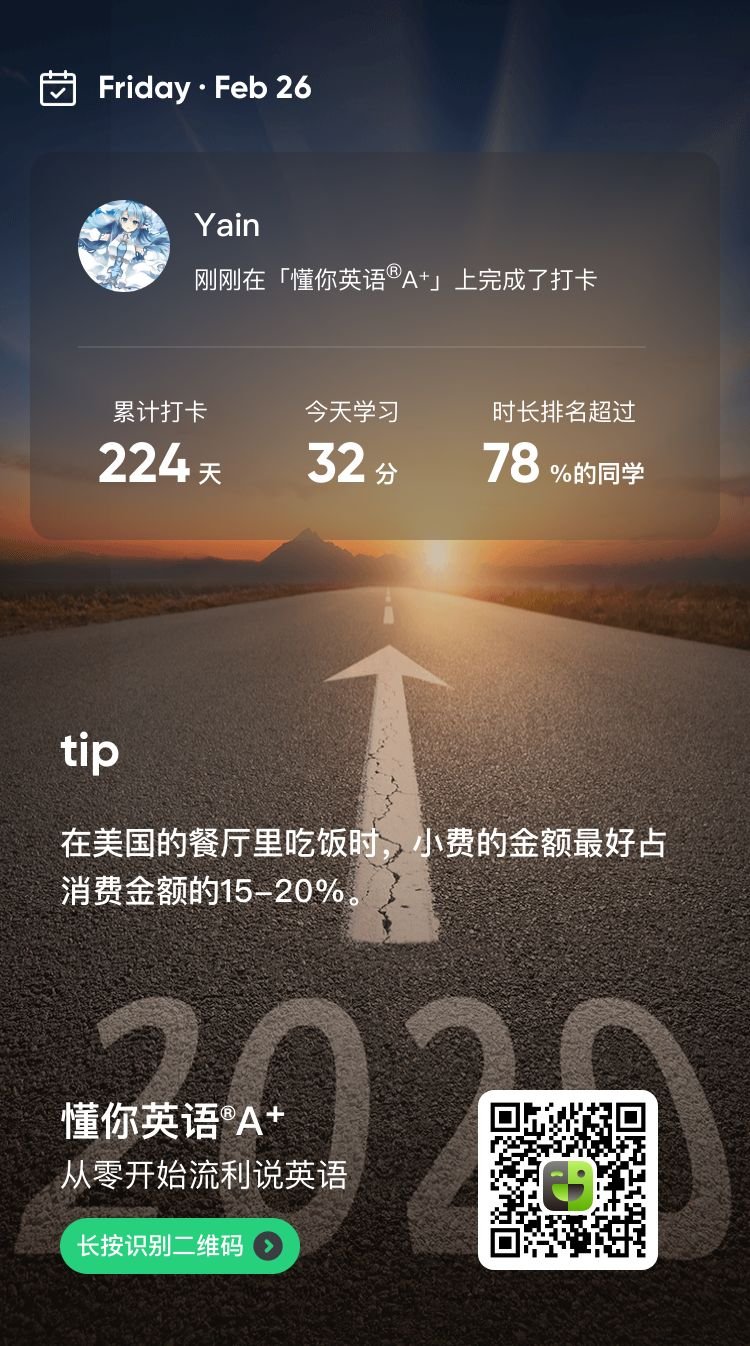 Friday · Feb 26
Yain
刚刚在「懂你英语®A⁺」上完成了打卡
累计打卡 今天学习 时长排名超过
224 天 32 分 78 %的同学
tip
在美国的餐厅里吃饭时，小费的金额最好占
消费金额的15–20%。
2020
懂你英语®A⁺
从零开始流利说英语
长按识别二维码